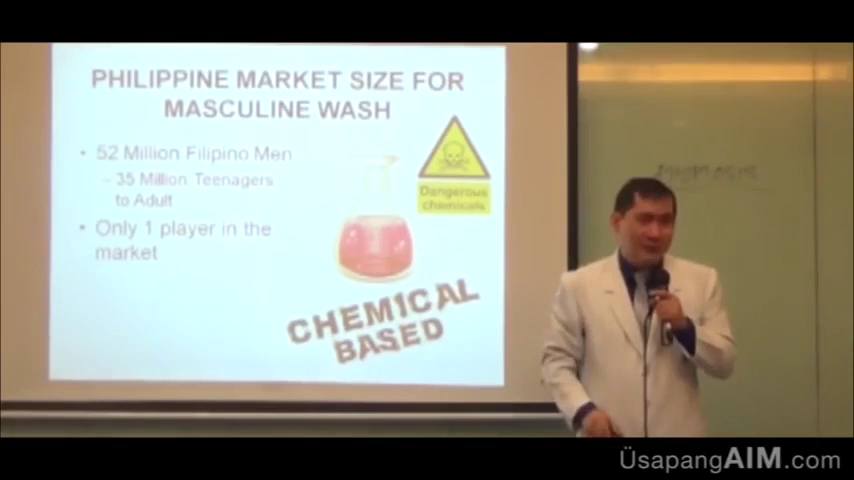 PHILIPPINE MARKET SIZE FOR
MASCULINE WASH
• 52 Million Filipino Men
– 35 Million Teenagers
to Adult
• Only 1 player in the
market
Dangerous
chemicals
CHEM1CAL
BASED
ÜsapangAIM.com